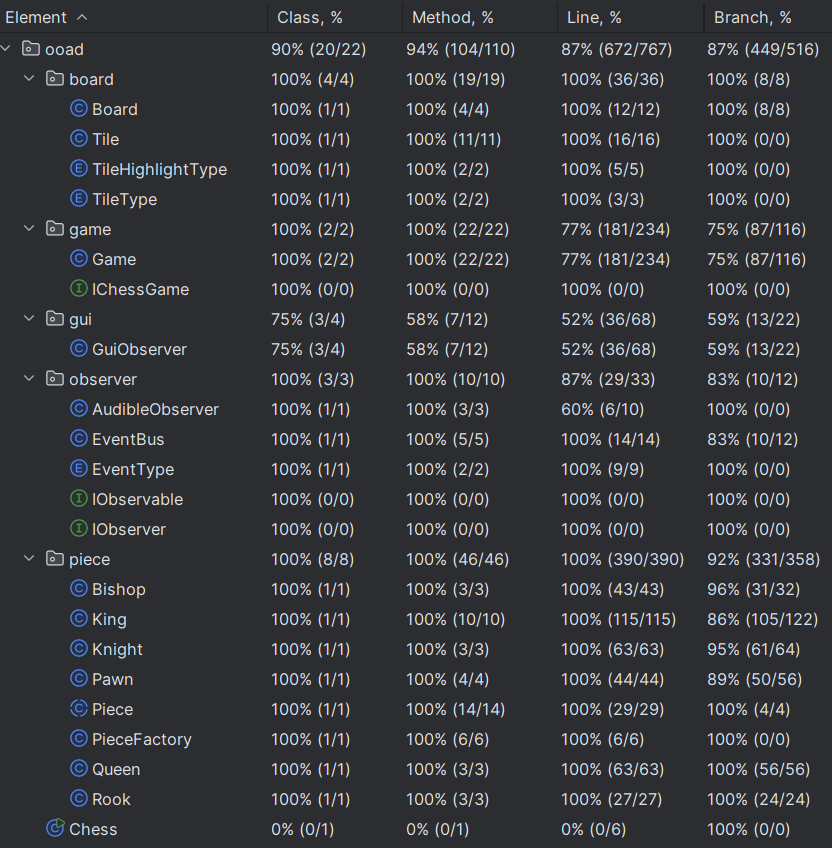 Element Class, % Method, % Line, % Branch, %
ooad 90% (20/22) 94% (104/110) 87% (672/767) 87% (449/516)
board 100% (4/4) 100% (19/19) 100% (36/36) 100% (8/8)
Board 100% (1/1) 100% (4/4) 100% (12/12) 100% (8/8)
Tile 100% (1/1) 100% (11/11) 100% (16/16) 100% (0/0)
TileHighlightType 100% (1/1) 100% (2/2) 100% (5/5) 100% (0/0)
TileType 100% (1/1) 100% (2/2) 100% (3/3) 100% (0/0)
game 100% (2/2) 100% (22/22) 77% (181/234) 75% (87/116)
Game 100% (2/2) 100% (22/22) 77% (181/234) 75% (87/116)
IChessGame 100% (0/0) 100% (0/0) 100% (0/0) 100% (0/0)
gui 75% (3/4) 58% (7/12) 52% (36/68) 59% (13/22)
GuiObserver 75% (3/4) 58% (7/12) 52% (36/68) 59% (13/22)
observer 100% (3/3) 100% (10/10) 87% (29/33) 83% (10/12)
AudibleObserver 100% (1/1) 100% (3/3) 60% (6/10) 100% (0/0)
EventBus 100% (1/1) 100% (5/5) 100% (14/14) 83% (10/12)
EventType 100% (1/1) 100% (2/2) 100% (9/9) 100% (0/0)
IObservable 100% (0/0) 100% (0/0) 100% (0/0) 100% (0/0)
IObserver 100% (0/0) 100% (0/0) 100% (0/0) 100% (0/0)
piece 100% (8/8) 100% (46/46) 100% (390/390) 92% (331/358)
Bishop 100% (1/1) 100% (3/3) 100% (43/43) 96% (31/32)
King 100% (1/1) 100% (10/10) 100% (115/115) 86% (105/122)
Knight 100% (1/1) 100% (3/3) 100% (63/63) 95% (61/64)
Pawn 100% (1/1) 100% (4/4) 100% (44/44) 89% (50/56)
Piece 100% (1/1) 100% (14/14) 100% (29/29) 100% (4/4)
PieceFactory 100% (1/1) 100% (6/6) 100% (6/6) 100% (0/0)
Queen 100% (1/1) 100% (3/3) 100% (63/63) 100% (56/56)
Rook 100% (1/1) 100% (3/3) 100% (27/27) 100% (24/24)
Chess 0% (0/1) 0% (0/1) 0% (0/6) 100% (0/0)